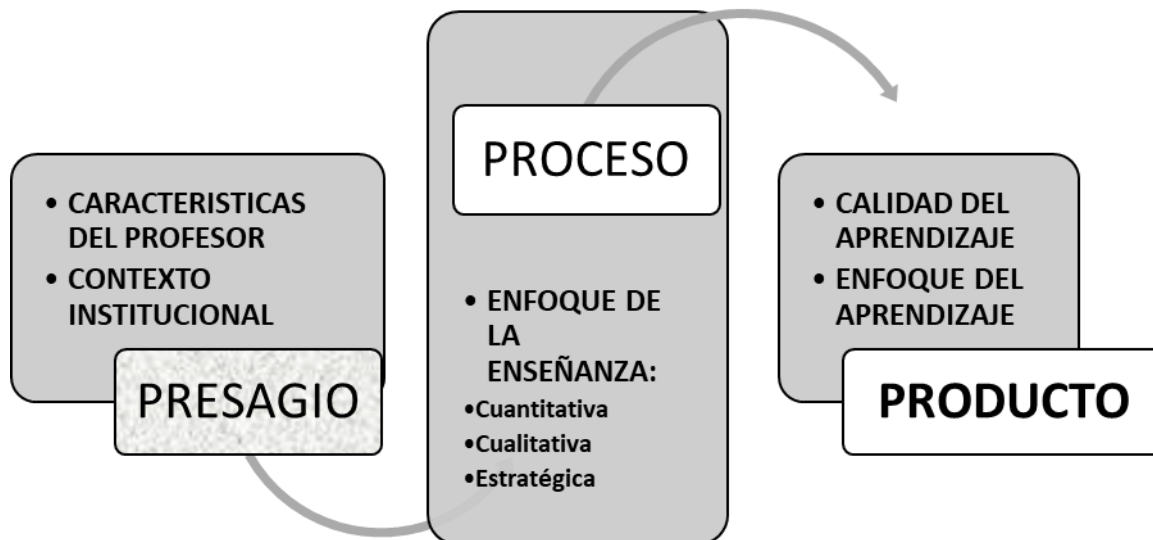 • CARACTERISTICAS
DEL PROFESOR
• CONTEXTO
INSTITUCIONAL
PRESAGIO
PROCESO
• ENFOQUE DE
LA
ENSEÑANZA:
•Cuantitativa
•Cualitativa
•Estratégica
• CALIDAD DEL
APRENDIZAJE
• ENFOQUE DEL
APRENDIZAJE
PRODUCTO